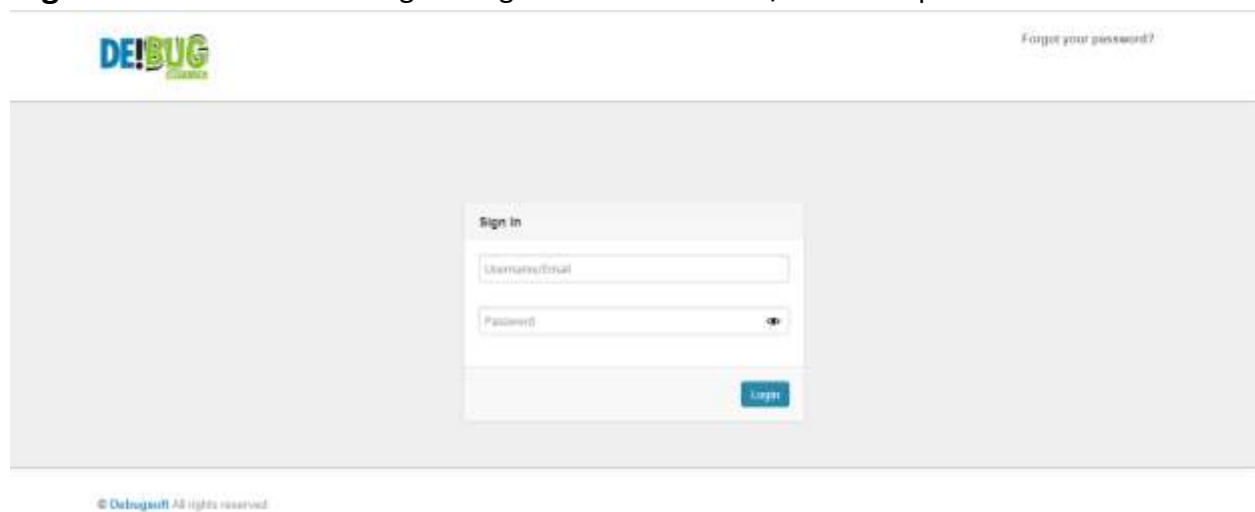 DE!BUG
Forgot your password?
Sign In
Username/Email
Password
Login
© Debugsoft All rights reserved